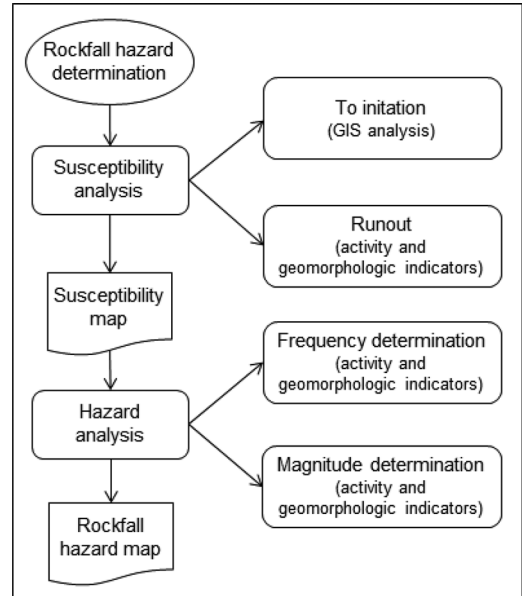 Rockfall hazard
determination
To initation
(GIS analysis)
Susceptibility
analysis
Runout
(activity and
geomorphologic indicators)
Susceptibility
map
Frequency determination
(activity and
geomorphologic indicators)
Hazard
analysis
Magnitude determination
(activity and
geomorphologic indicators)
Rockfall
hazard map